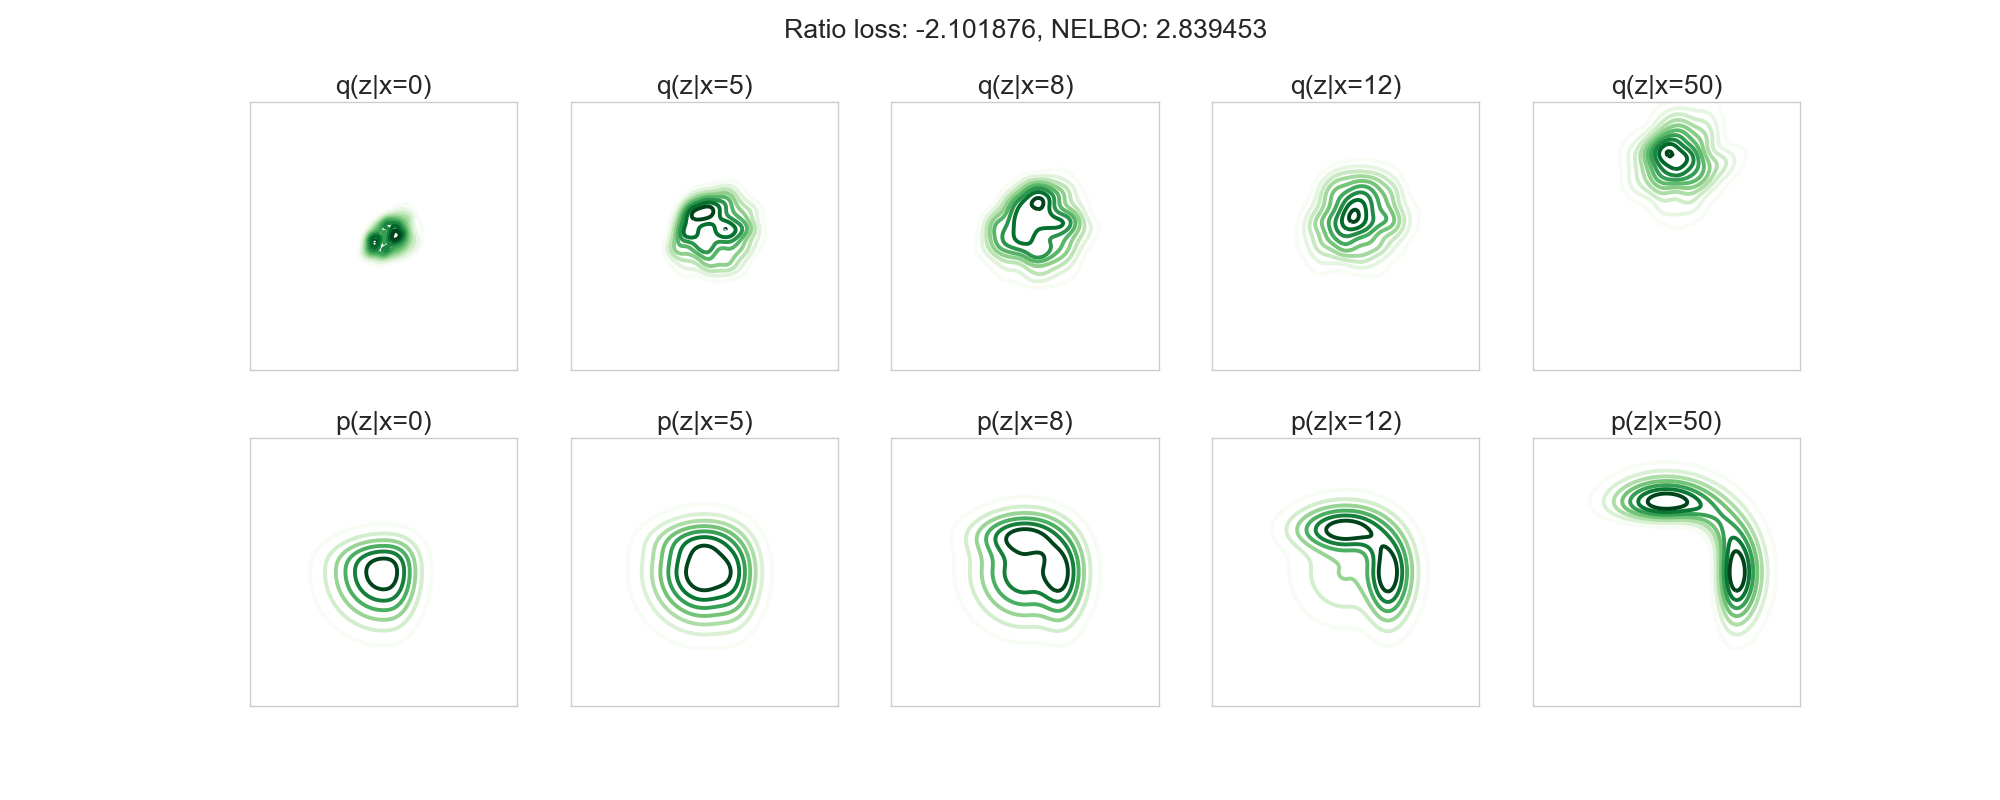 Ratio loss: -2.101876, NELBO: 2.839453
q(z|x=0) q(z|x=5) q(z|x=8) q(z|x=12) q(z|x=50)
p(z|x=0) p(z|x=5) p(z|x=8) p(z|x=12) p(z|x=50)